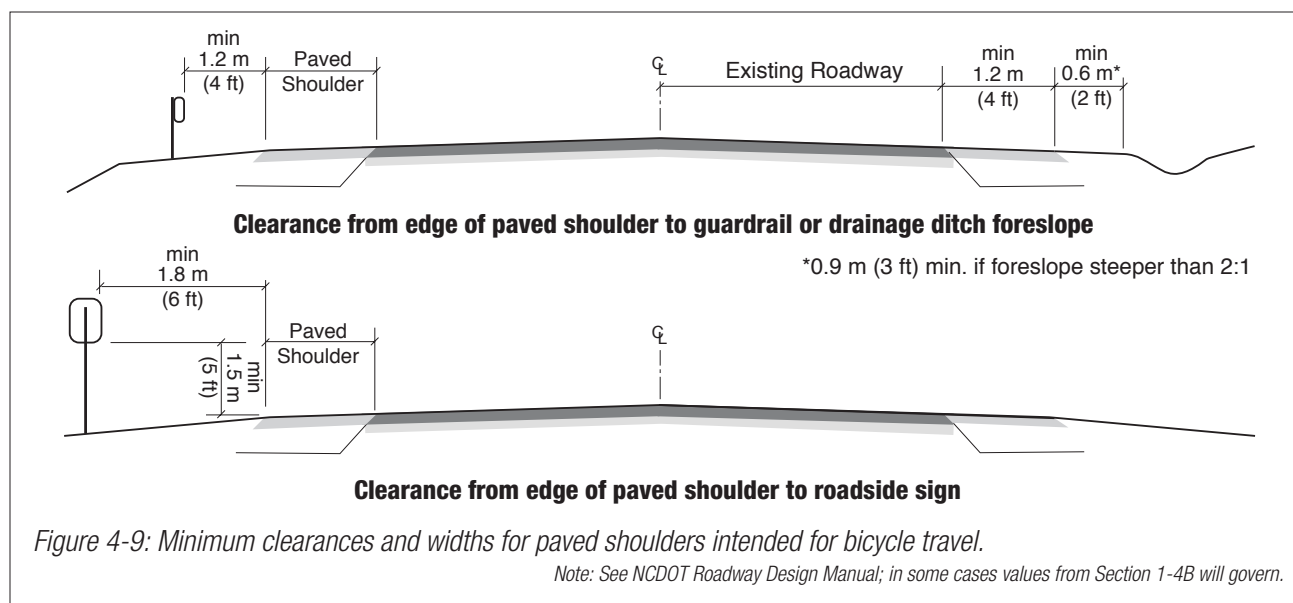 min
1.2 m
(4 ft)
Paved
Shoulder
℄
Existing Roadway
min
1.2 m
(4 ft)
min
0.6 m*
(2 ft)
Clearance from edge of paved shoulder to guardrail or drainage ditch foreslope
*0.9 m (3 ft) min. if foreslope steeper than 2:1
min
1.8 m
(6 ft)
min
1.5 m
(5 ft)
Paved
Shoulder
℄
Clearance from edge of paved shoulder to roadside sign
Figure 4-9: Minimum clearances and widths for paved shoulders intended for bicycle travel.
Note: See NCDOT Roadway Design Manual; in some cases values from Section 1-4B will govern.